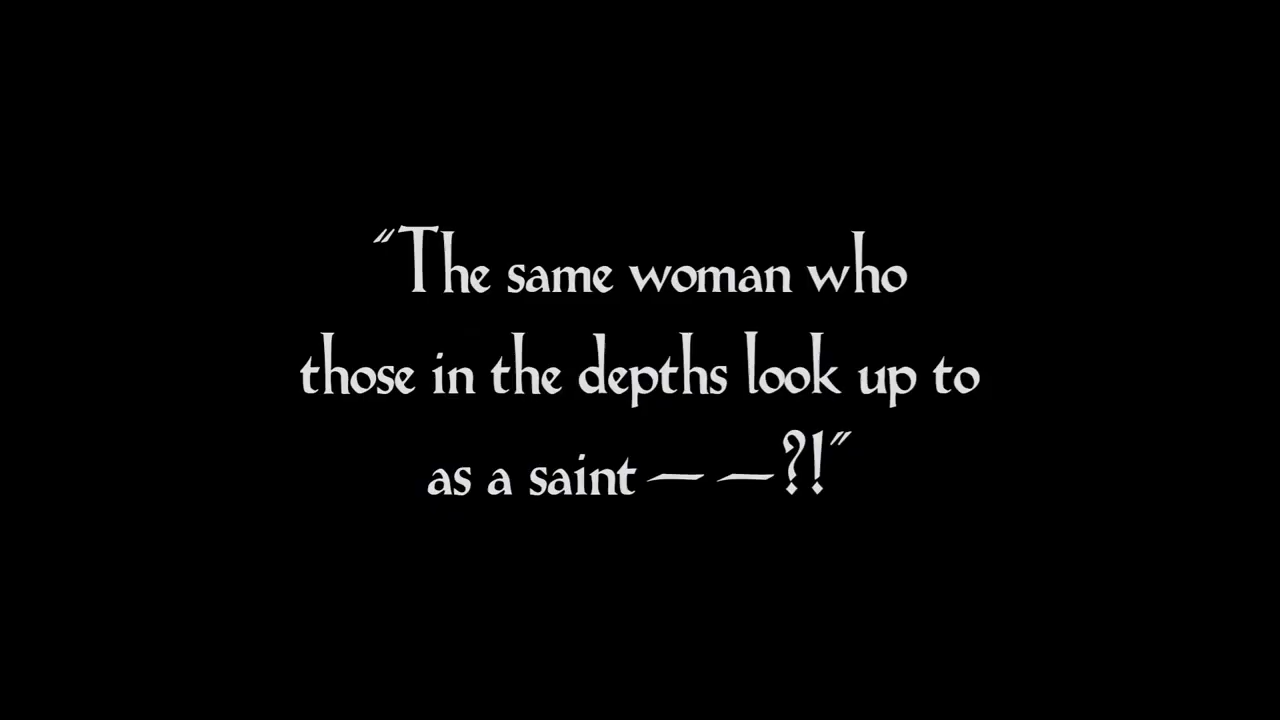 “The same woman who
those in the depths look up to
as a saint — —?!”